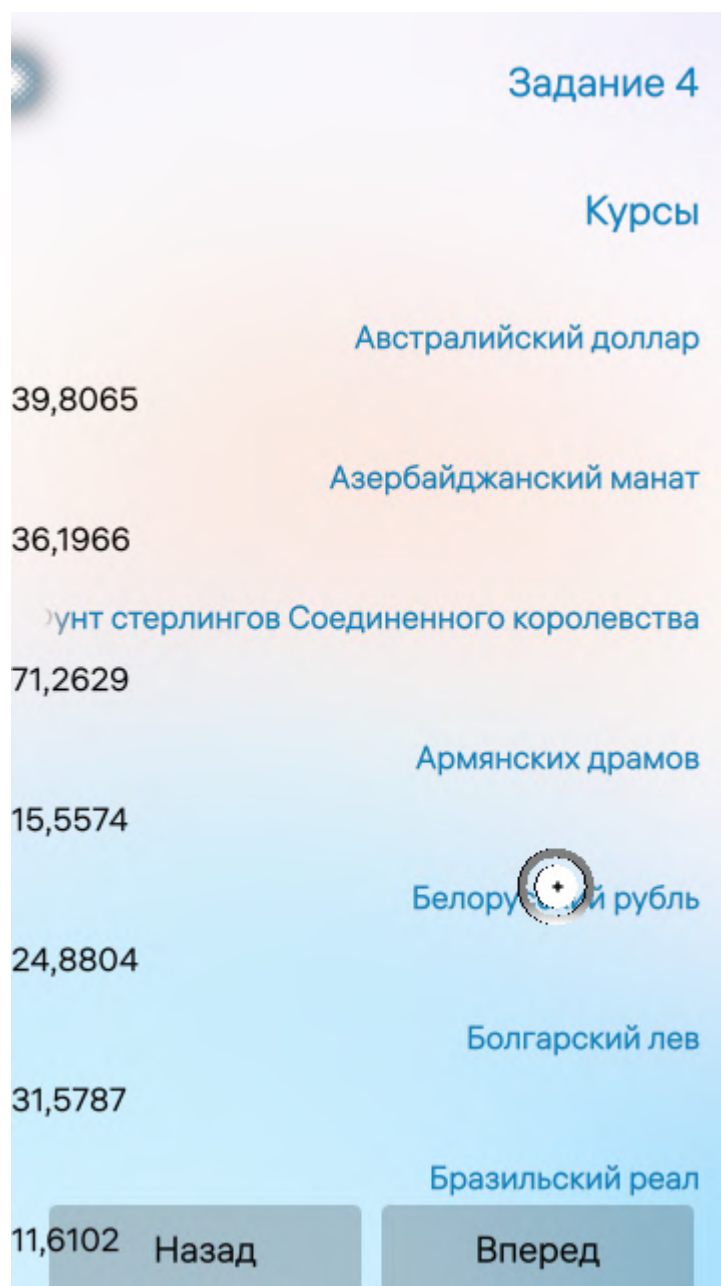 Задание 4
Курсы
Австралийский доллар
39,8065
Азербайджанский манат
36,1966
стерлингов Соединенного королевства
71,2629
Армянских драмов
15,5574
рубль
24,8804
Болгарский лев
31,5787
Бразильский реал
11,6102
Назад
Вперед